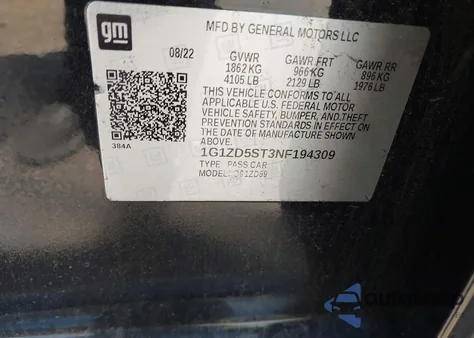 gm
MFD BY GENERAL MOTORS LLC
08/22
GVWR GAWR FRT GAWR RR
1862 KG 966 KG 896 KG
4105 LB 2129 LB 1976 LB
THIS VEHICLE CONFORMS TO ALL
APPLICABLE U.S. FEDERAL MOTOR
VEHICLE SAFETY, BUMPER, AND THEFT
PREVENTION STANDARDS IN EFFECT ON
THE DATE OF MANUFACTURE SHOWN
ABOVE.
384A
1G1ZD5ST3NF194309
TYPE: PASS CAR
MODEL: